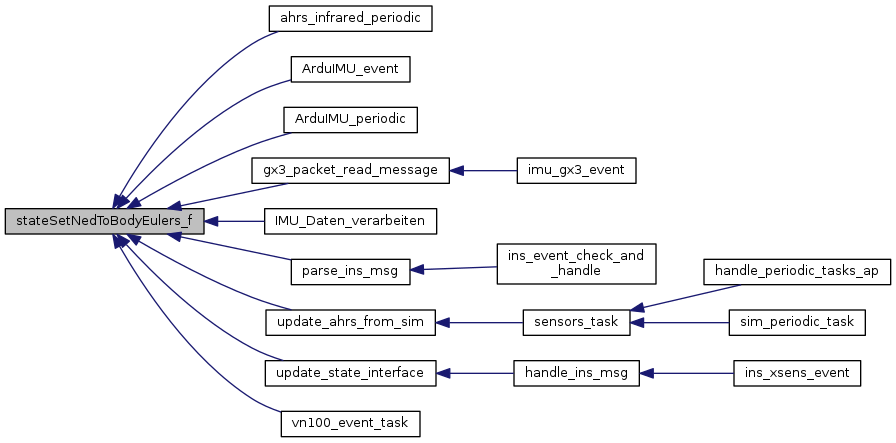 ahrs_infrared_periodic
ArduIMU_event
ArduIMU_periodic
gx3_packet_read_message
imu_gx3_event
stateSetNedToBodyEulers_f
IMU_Daten_verarbeiten
ins_event_check_and
_handle
parse_ins_msg
handle_periodic_tasks_ap
update_ahrs_from_sim
sensors_task
sim_periodic_task
update_state_interface
handle_ins_msg
ins_xsens_event
vn100_event_task